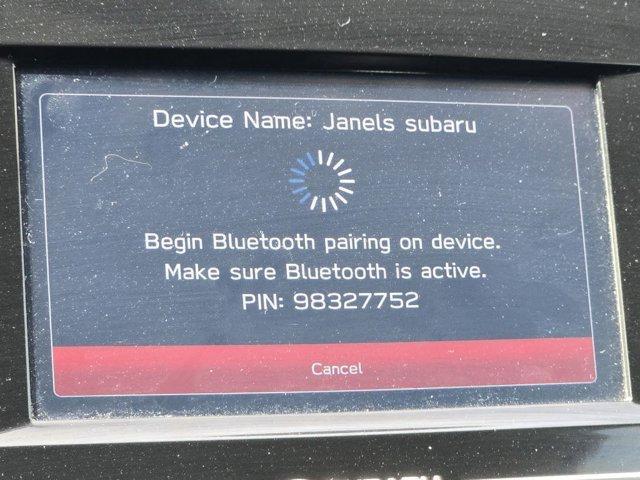 Device Name: Janels subaru
Begin Bluetooth pairing on device.
Make sure Bluetooth is active.
PIN: 98327752
Cancel